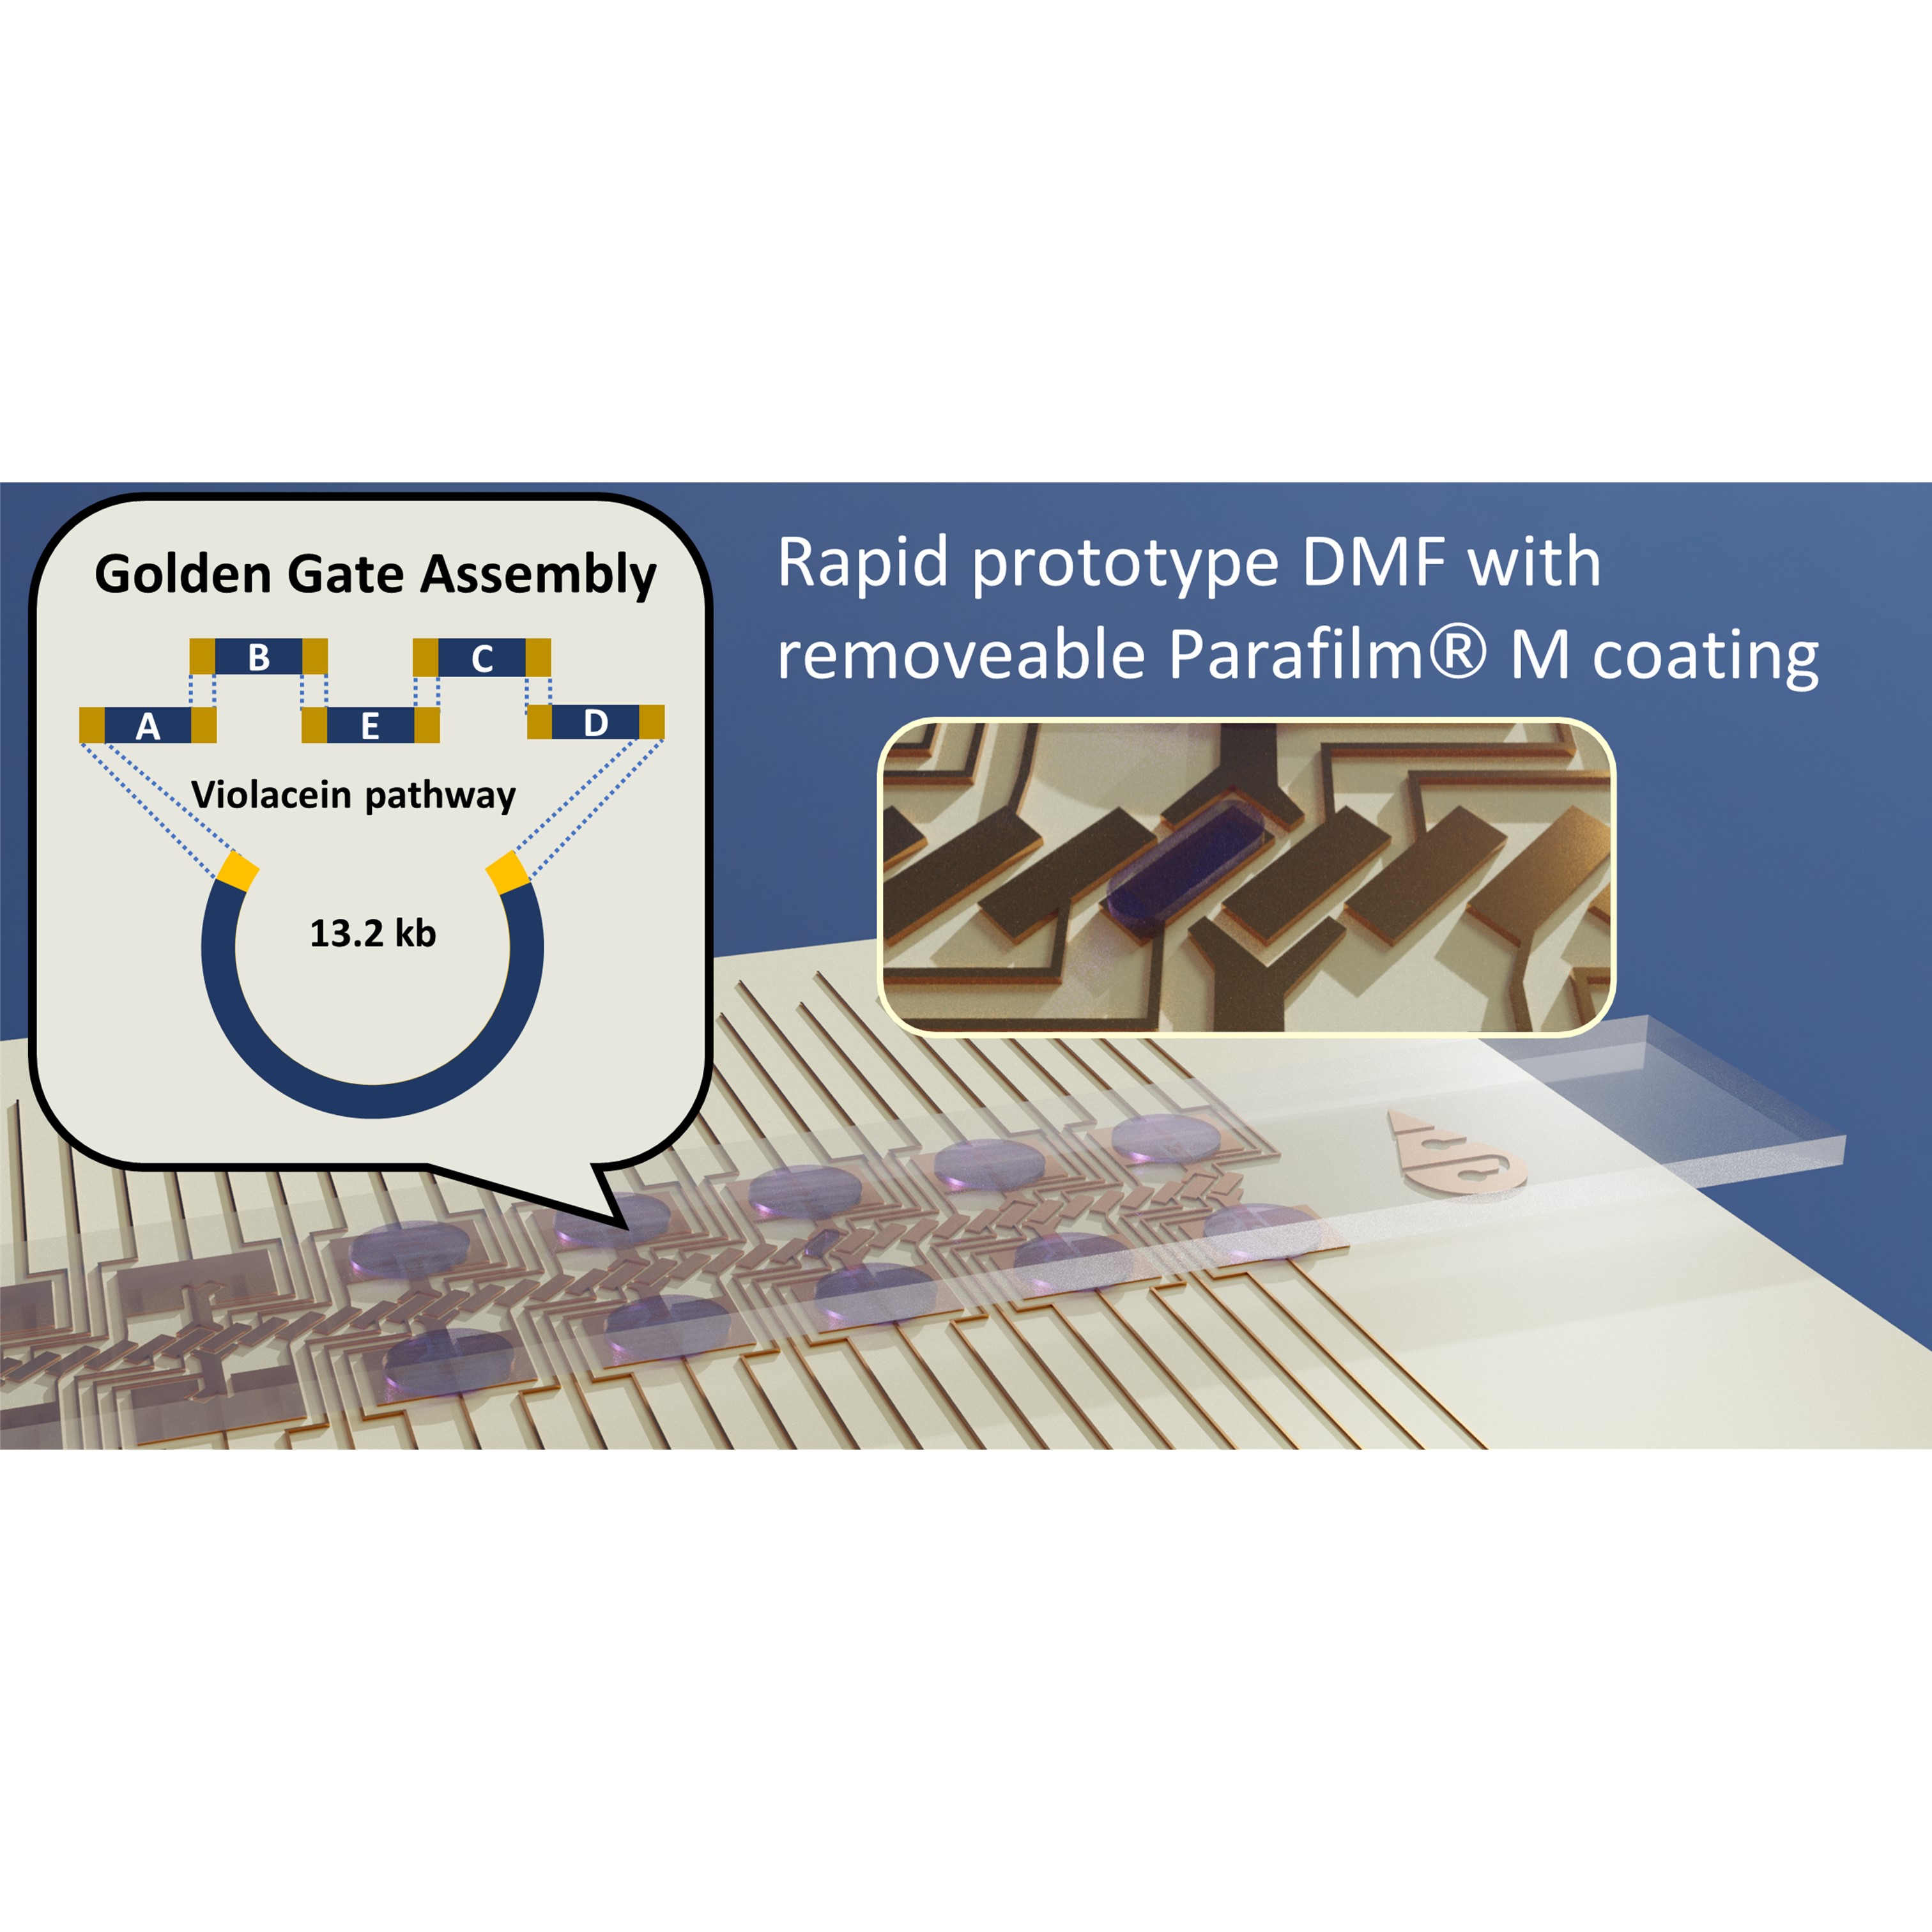 Golden Gate Assembly
B
C
A
E
D
Violacein pathway
13.2 kb
Rapid prototype DMF with
removeable Parafilm® M coating